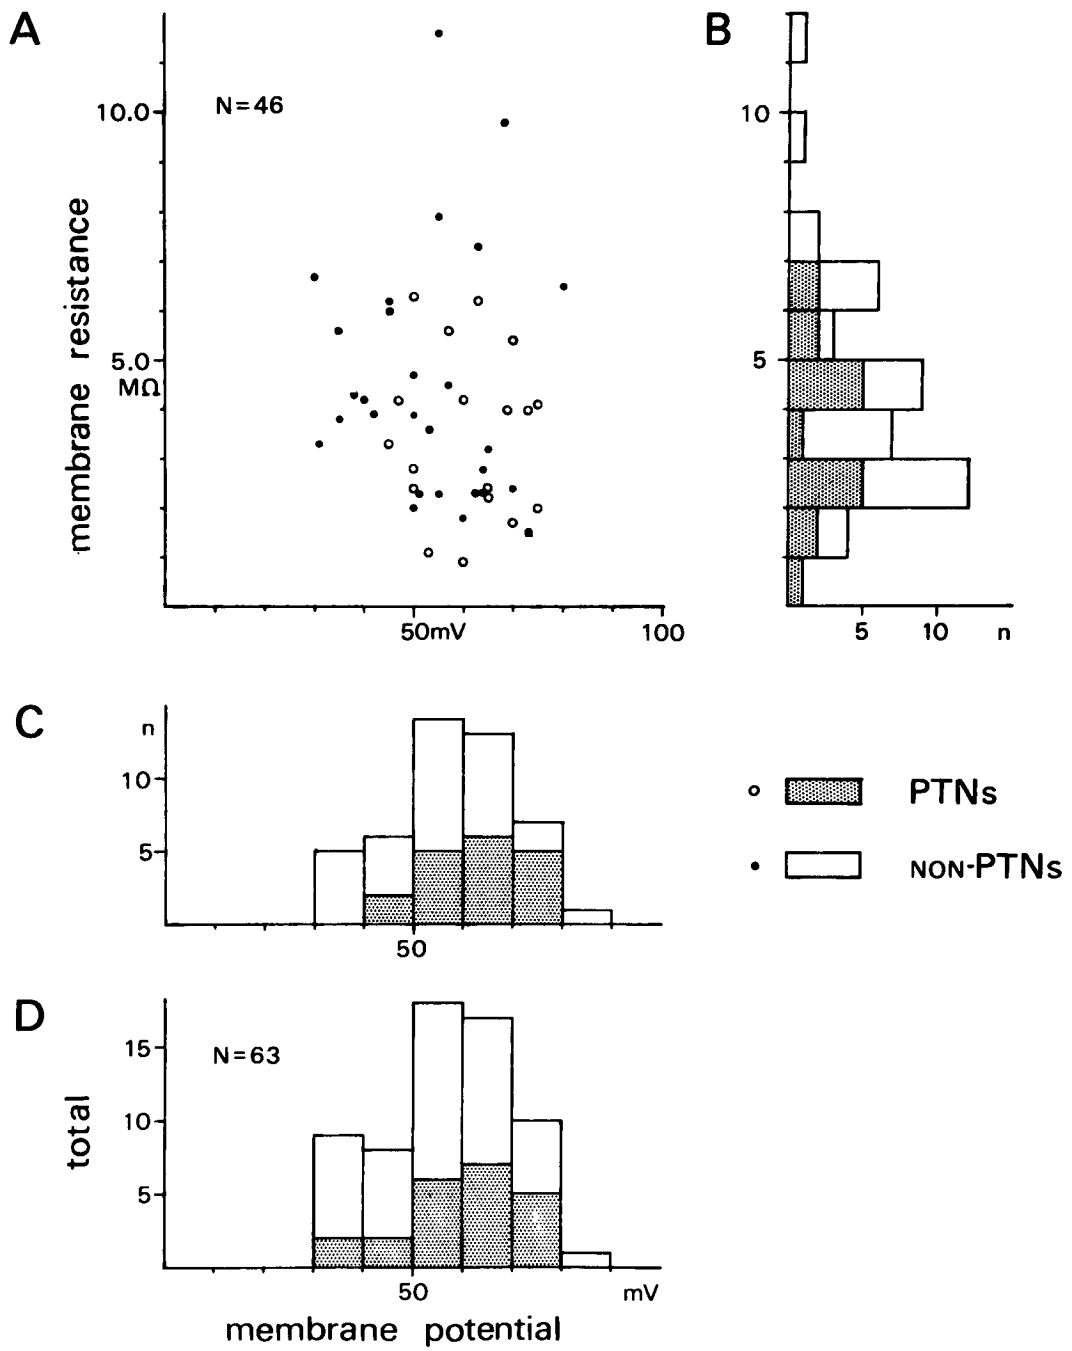 A
N=46
10.0
5.0
MΩ
membrane resistance
50mV
100
B
10
5
5
10
n
C
n
10
5
50
PTNs
NON-PTNs
D
N=63
15
10
5
total
50
mV
membrane potential